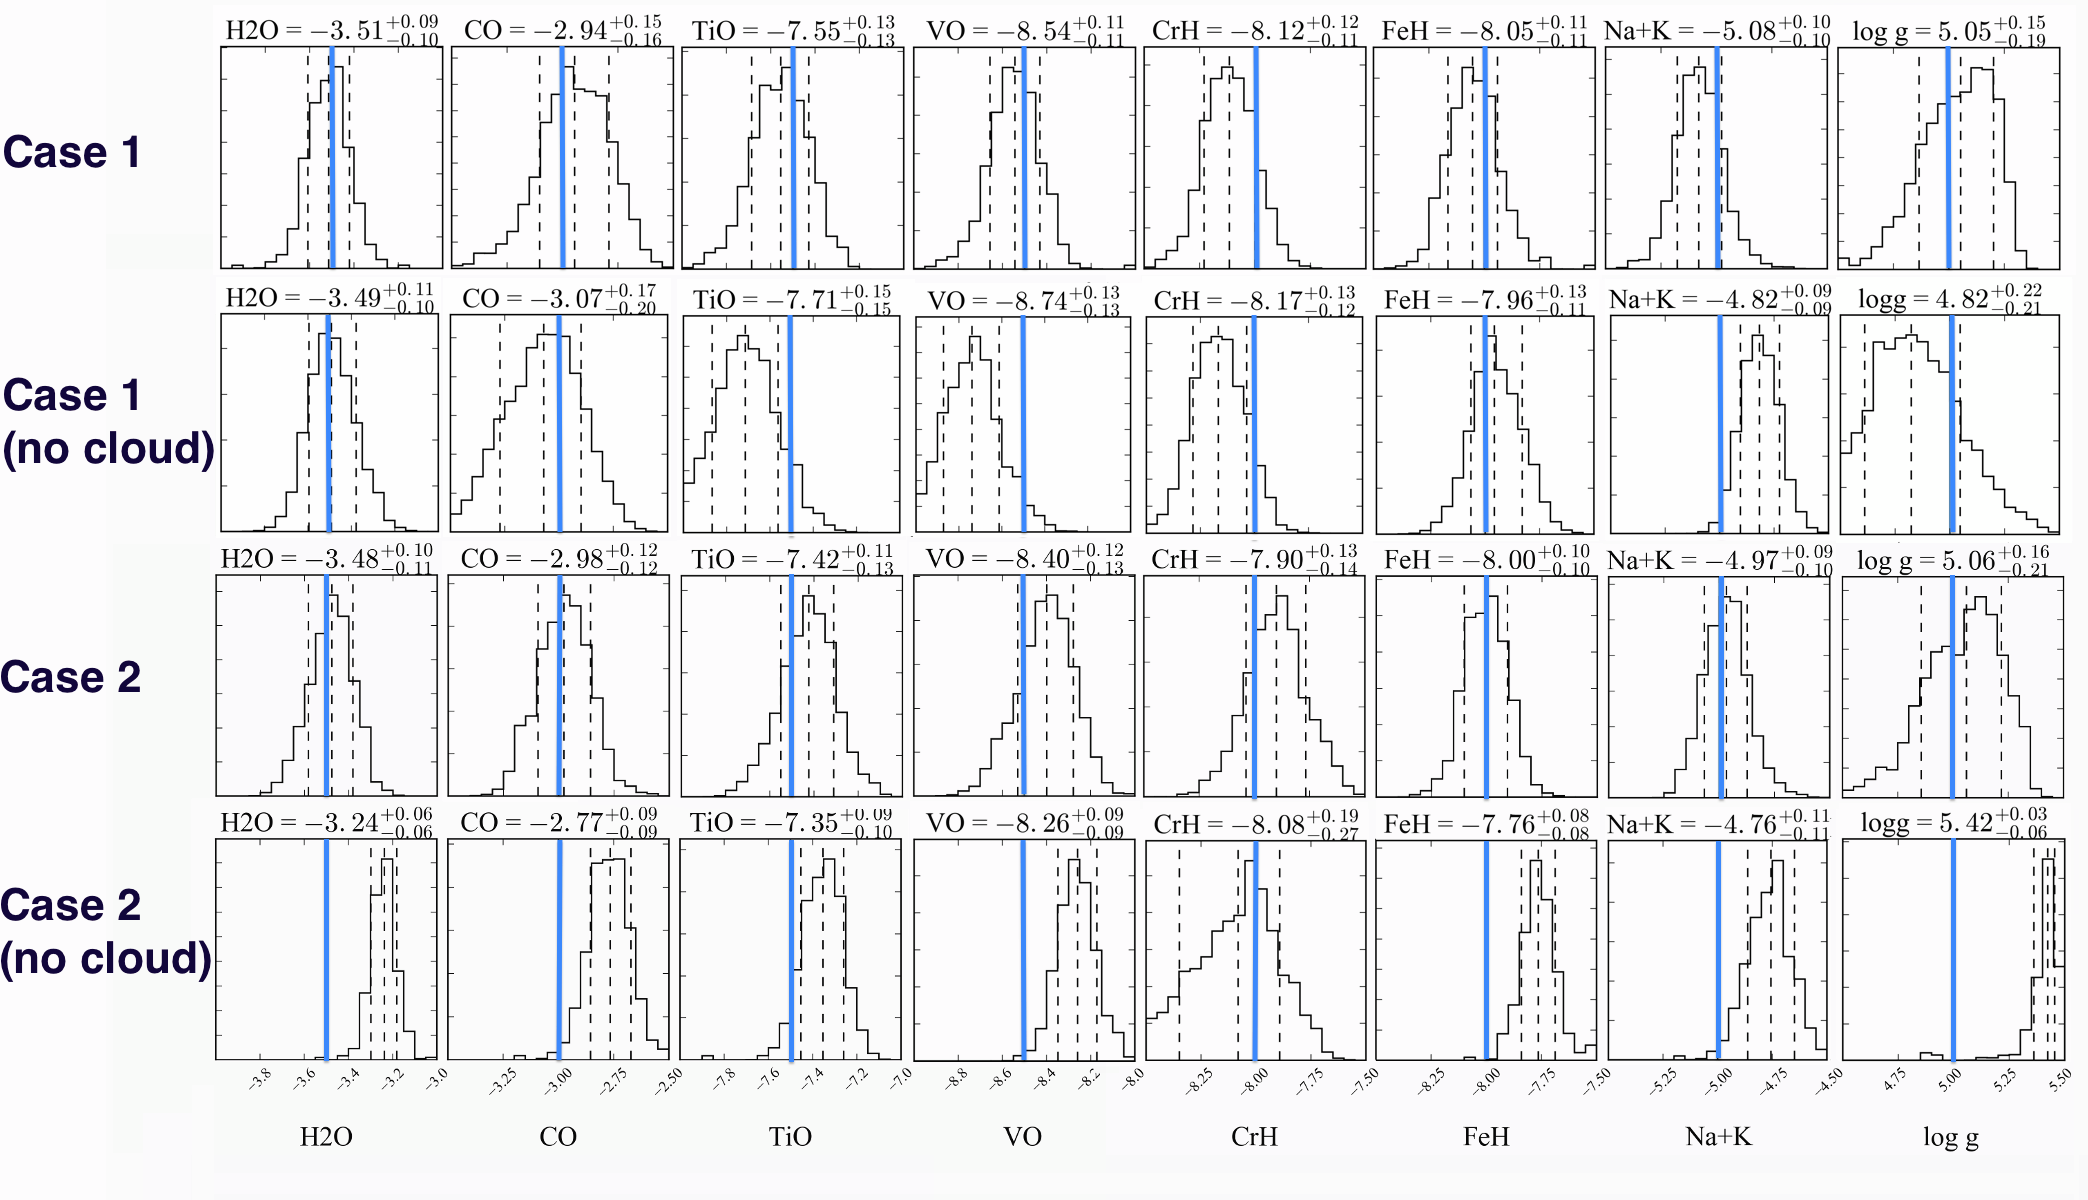 H2O = −3.51+0.09−0.10 CO = −2.94+0.15−0.16 TiO = −7.55+0.13−0.13 VO = −8.54+0.11−0.11 CrH = −8.12+0.12−0.11 FeH = −8.05+0.11−0.11 Na+K = −5.08+0.10−0.10 log g = 5.05+0.15−0.19
Case 1
H2O = −3.49+0.11−0.10 CO = −3.07+0.17−0.20 TiO = −7.71+0.15−0.15 VO = −8.74+0.13−0.13 CrH = −8.17+0.13−0.12 FeH = −7.96+0.13−0.11 Na+K = −4.82+0.09−0.09 logg = 4.82+0.22−0.21
Case 1
(no cloud)
H2O = −3.48+0.10−0.11 CO = −2.98+0.12−0.12 TiO = −7.42+0.11−0.13 VO = −8.40+0.12−0.13 CrH = −7.90+0.13−0.14 FeH = −8.00+0.10−0.10 Na+K = −4.97+0.09−0.10 log g = 5.06+0.16−0.21
Case 2
H2O = −3.24+0.06−0.06 CO = −2.77+0.09−0.09 TiO = −7.35+0.09−0.10 VO = −8.26+0.09−0.09 CrH = −8.08+0.19−0.27 FeH = −7.76+0.08−0.08 Na+K = −4.76+0.11−0.11 logg = 5.42+0.03−0.06
Case 2
(no cloud)
−3.8 −3.6 −3.4 −3.2 −3.0 −3.25 −3.00 −2.75 −2.50 −7.8 −7.6 −7.4 −7.2 −7.0 −8.8 −8.6 −8.4 −8.2 −8.0 −8.25 −8.00 −7.75 −7.50 −8.25 −8.00 −7.75 −7.50 −5.25 −5.00 −4.75 −4.50 4.75 5.00 5.25 5.50
H2O CO TiO VO CrH FeH Na+K log g